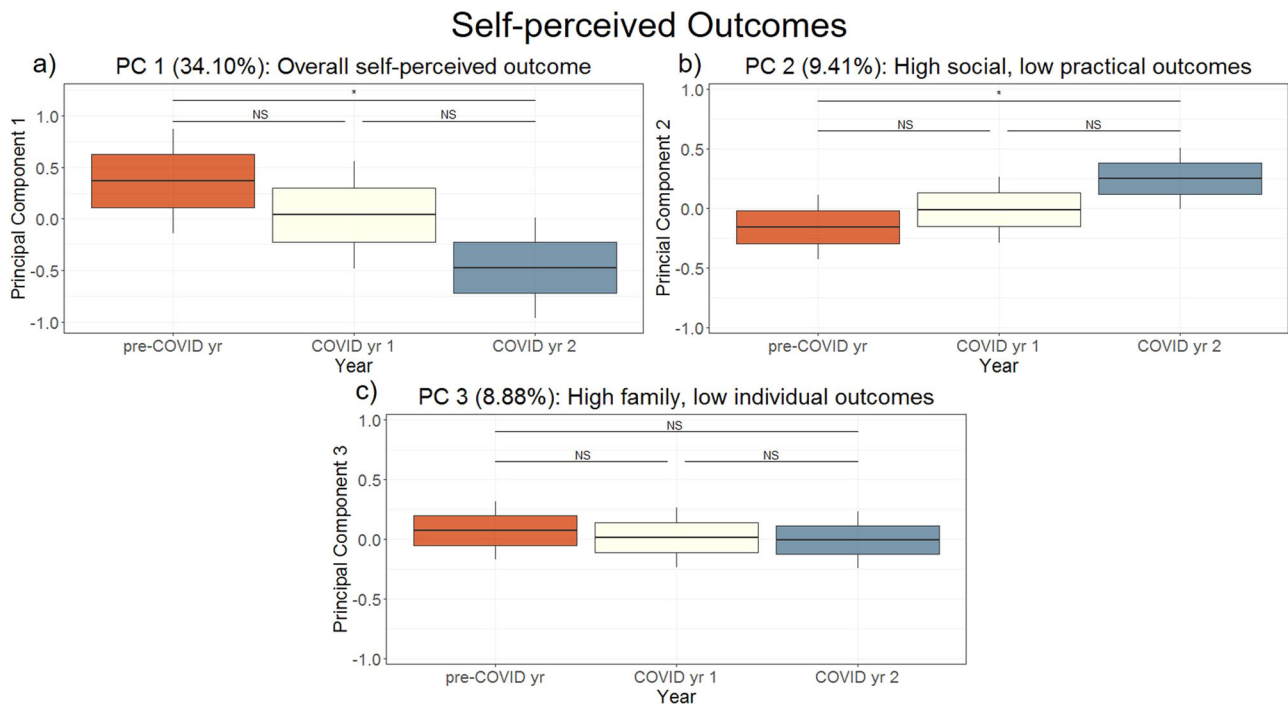 Self-perceived Outcomes
a)
PC 1 (34.10%): Overall self-perceived outcome
Principal Component 1
1.0
0.5
0.0
-0.5
-1.0
*
NS
NS
pre-COVID yr
COVID yr 1
COVID yr 2
Year
b)
PC 2 (9.41%): High social, low practical outcomes
Princial Component 2
1.0
0.5
0.0
-0.5
-1.0
*
NS
NS
pre-COVID yr
COVID yr 1
COVID yr 2
Year
c)
PC 3 (8.88%): High family, low individual outcomes
Principal Component 3
1.0
0.5
0.0
-0.5
-1.0
NS
NS
NS
pre-COVID yr
COVID yr 1
COVID yr 2
Year